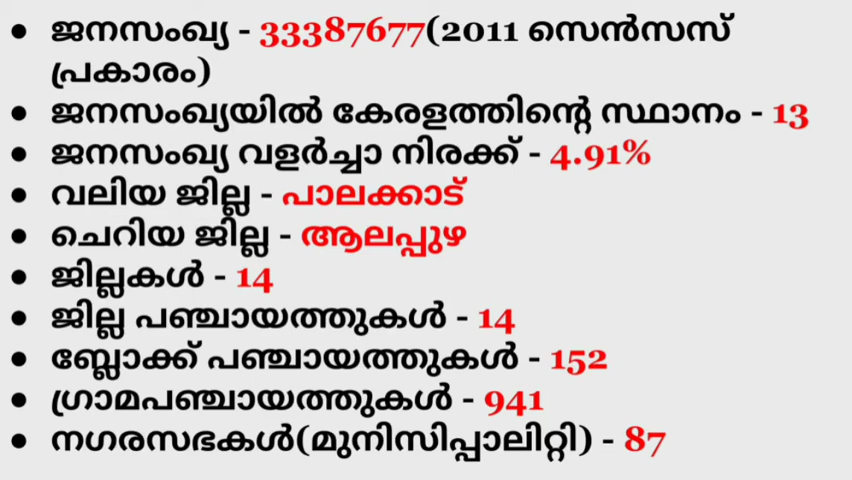 • ജനസംഖ്യ - 33387677(2011 സെൻസസ്
പ്രകാരം)
• ജനസംഖ്യയിൽ കേരളത്തിന്റെ സ്ഥാനം - 13
• ജനസംഖ്യ വളർച്ചാ നിരക്ക് - 4.91%
• വലിയ ജില്ല - പാലക്കാട്
• ചെറിയ ജില്ല - ആലപ്പുഴ
• ജില്ലകൾ - 14
• ജില്ല പഞ്ചായത്തുകൾ - 14
• ബ്ലോക്ക് പഞ്ചായത്തുകൾ - 152
• ഗ്രാമപഞ്ചായത്തുകൾ - 941
• നഗരസഭകൾ(മുനിസിപ്പാലിറ്റി) - 87